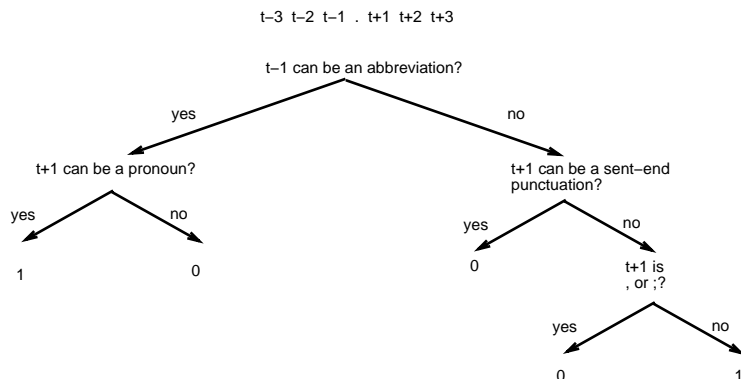 t−3 t−2 t−1 . t+1 t+2 t+3
t−1 can be an abbreviation?
yes
no
t+1 can be a pronoun?
t+1 can be a sent−end
punctuation?
yes
no
yes
no
1
0
0
t+1 is
, or ;?
yes
no
0
1